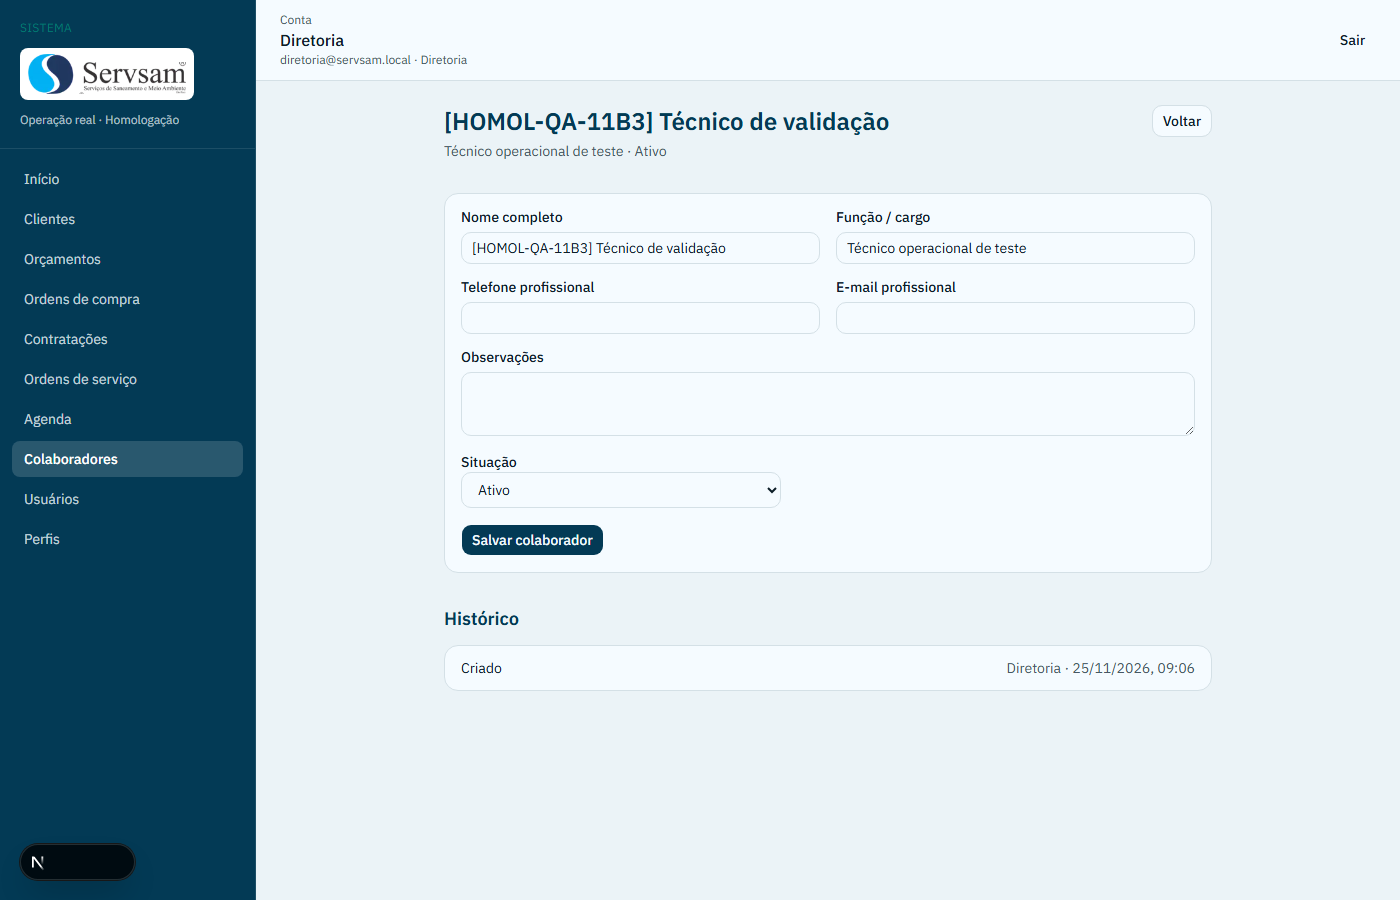 SISTEMA
Servsam
Serviços de Saneamento e Meio Ambiente
Operação real · Homologação
Início
Clientes
Orçamentos
Ordens de compra
Contratações
Ordens de serviço
Agenda
Colaboradores
Usuários
Perfis
Conta
Diretoria
diretoria@servsam.local · Diretoria
Sair
[HOMOL-QA-11B3] Técnico de validação
Voltar
Técnico operacional de teste · Ativo
Nome completo
Função / cargo
[HOMOL-QA-11B3] Técnico de validação
Técnico operacional de teste
Telefone profissional
E-mail profissional
Observações
Situação
Ativo
Salvar colaborador
Histórico
Criado
Diretoria · 25/11/2026, 09:06
N